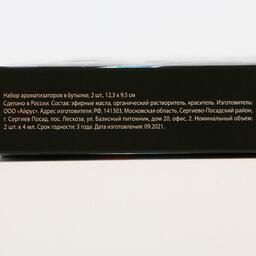 Набор ароматизаторов в бутылке, 2 шт., 12,3 х 9,5 см
Сделано в России. Состав: эфирные масла, органический растворитель, краситель. Изготовитель:
ООО «Айрус». Адрес изготовителя: РФ, 141303, Московская область, Сергиево-Посадский район,
г. Сергиев Посад, пос. Лесхоза, ул. Базисный питомник, дом 20, офис, 2. Номинальный объем:
2 шт. х 4 мл. Срок годности: 3 года. Дата изготовления: 09.2021.